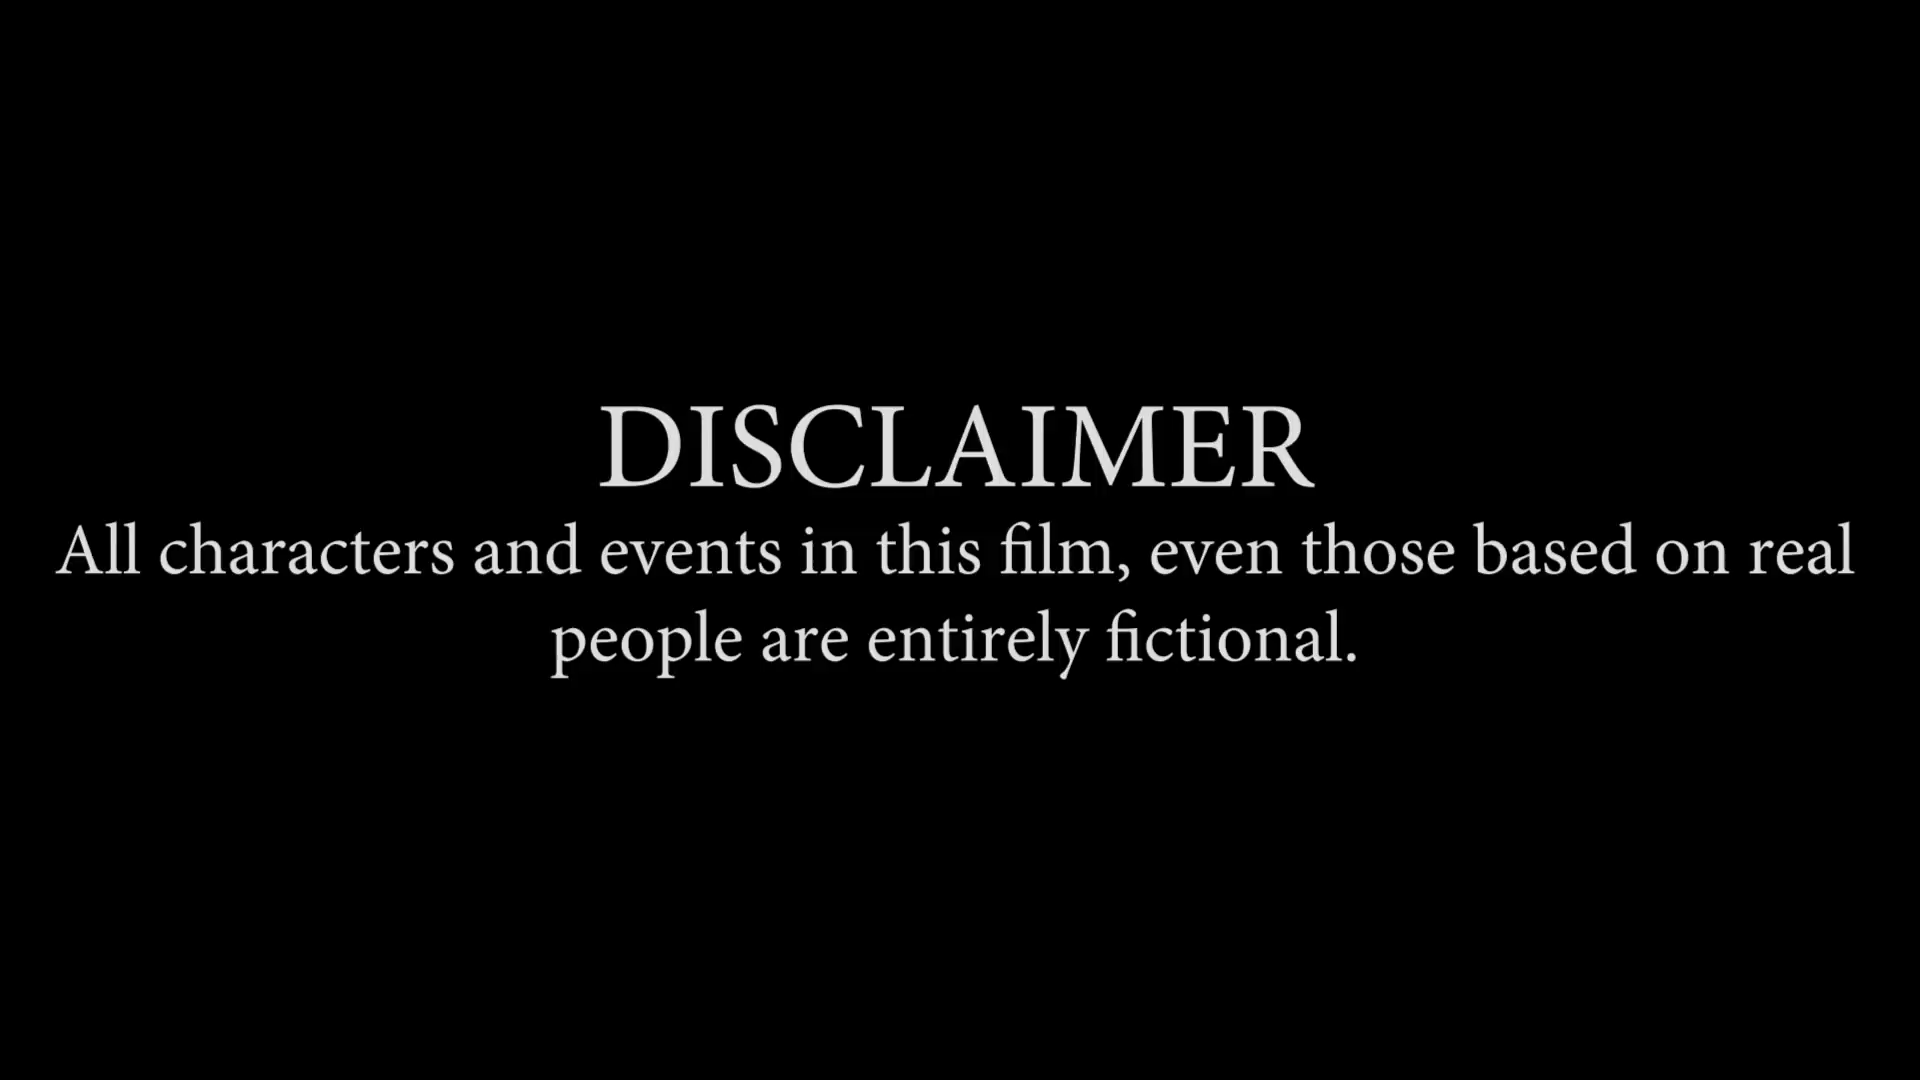 DISCLAIMER
All characters and events in this film, even those based on real
people are entirely fictional.